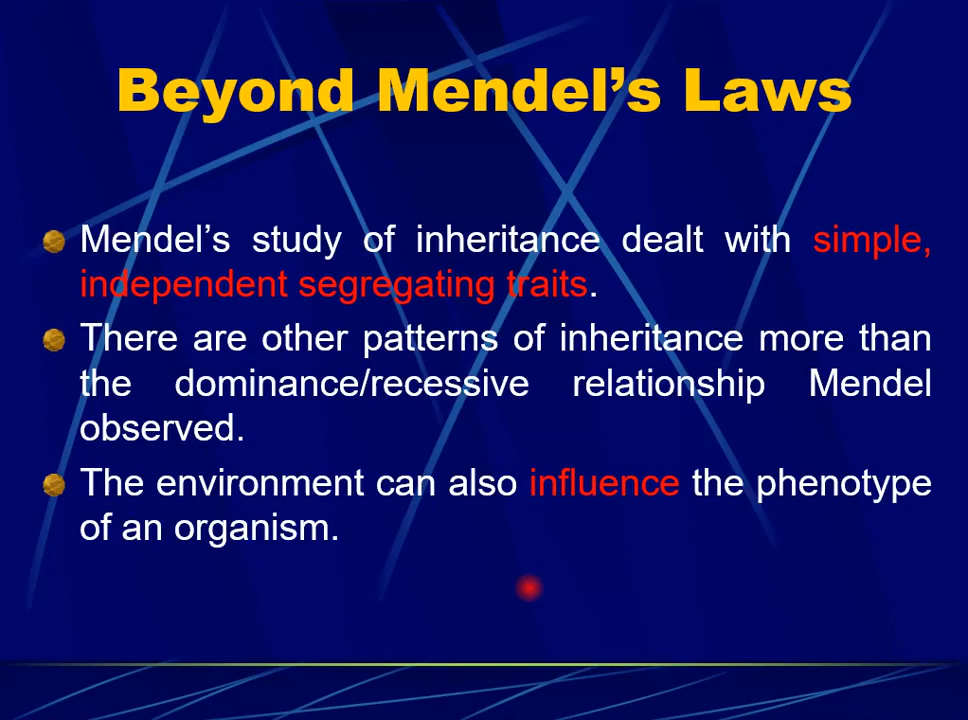 Beyond Mendel’s Laws
Mendel’s study of inheritance dealt with simple,
independent segregating traits.
There are other patterns of inheritance more than
the dominance/recessive relationship Mendel
observed.
The environment can also influence the phenotype
of an organism.